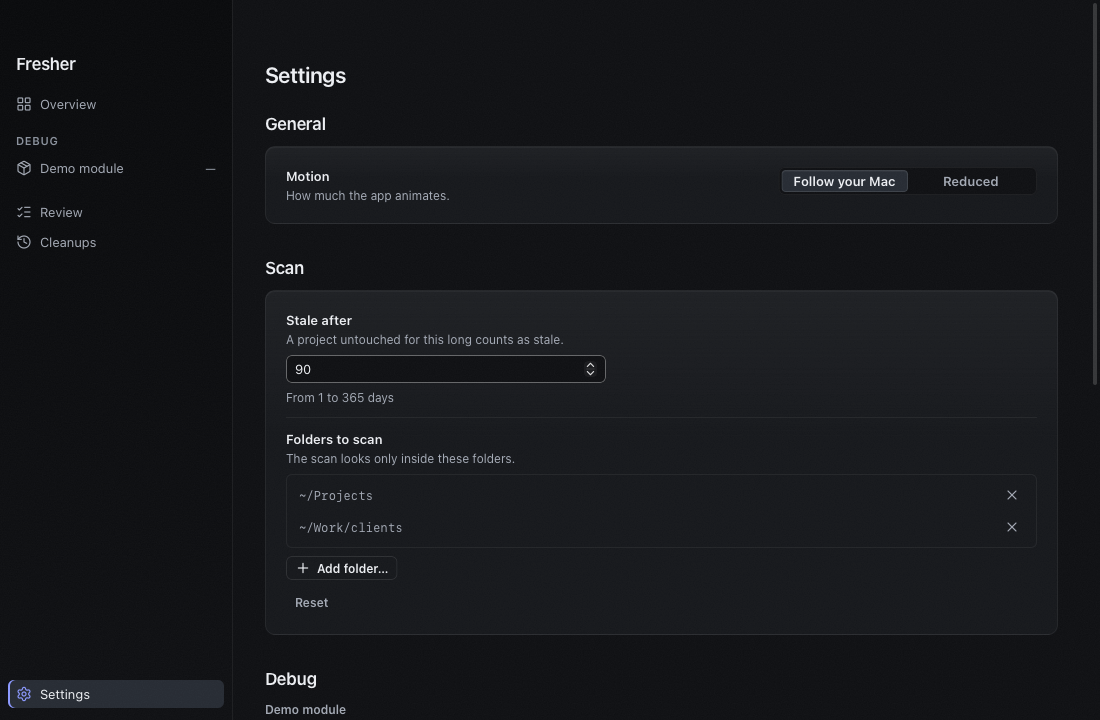 Fresher
Overview
DEBUG
Demo module
Review
Cleanups
Settings
Settings
General
Motion
How much the app animates.
Follow your Mac
Reduced
Scan
Stale after
A project untouched for this long counts as stale.
90
From 1 to 365 days
Folders to scan
The scan looks only inside these folders.
~/Projects
~/Work/clients
Add folder...
Reset
Debug
Demo module